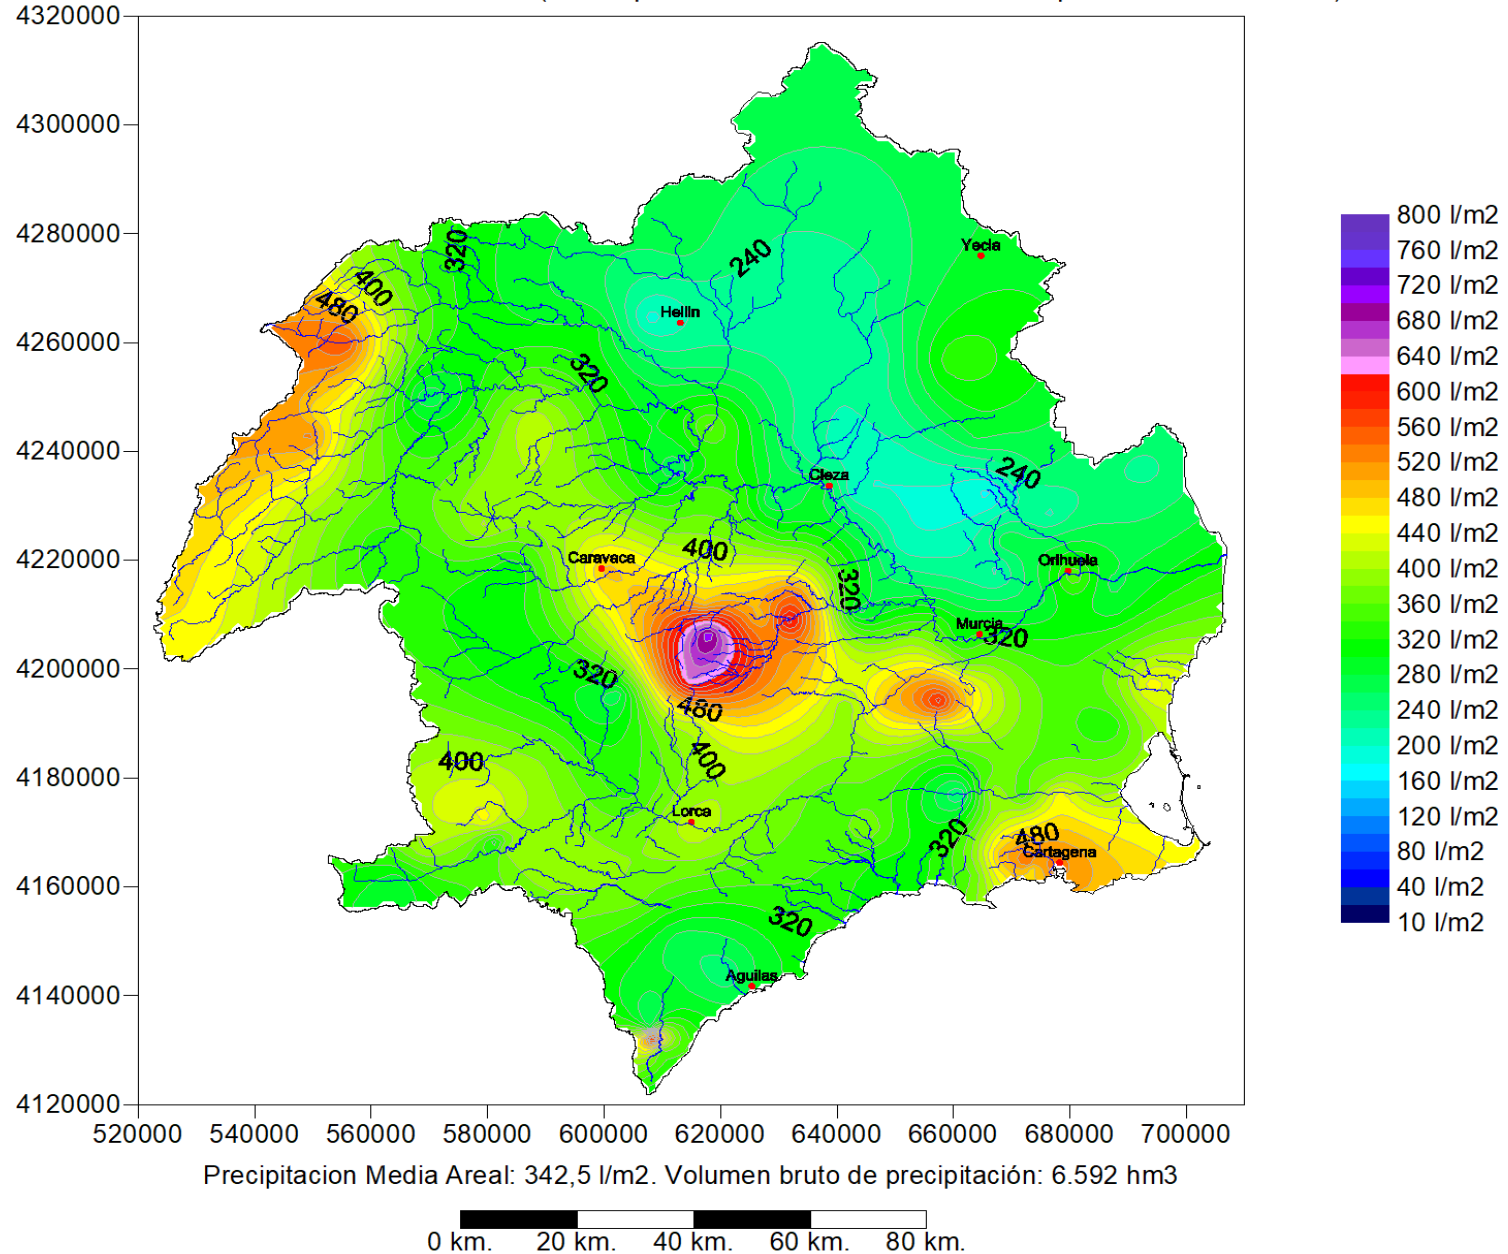 4320000
4300000
4280000
4260000
4240000
4220000
4200000
4180000
4160000
4140000
4120000
520000 540000 560000 580000 600000 620000 640000 660000 680000 700000
320
400
480
240
Yecla
Hellin
320
Cieza
240
400
Caravaca
320
Orihuela
Murcia
320
320
480
400
400
Lorca
320
480
Cartagena
320
Aguilas
800 l/m2
760 l/m2
720 l/m2
680 l/m2
640 l/m2
600 l/m2
560 l/m2
520 l/m2
480 l/m2
440 l/m2
400 l/m2
360 l/m2
320 l/m2
280 l/m2
240 l/m2
200 l/m2
160 l/m2
120 l/m2
80 l/m2
40 l/m2
10 l/m2
Precipitacion Media Areal: 342,5 l/m2. Volumen bruto de precipitación: 6.592 hm3
0 km. 20 km. 40 km. 60 km. 80 km.